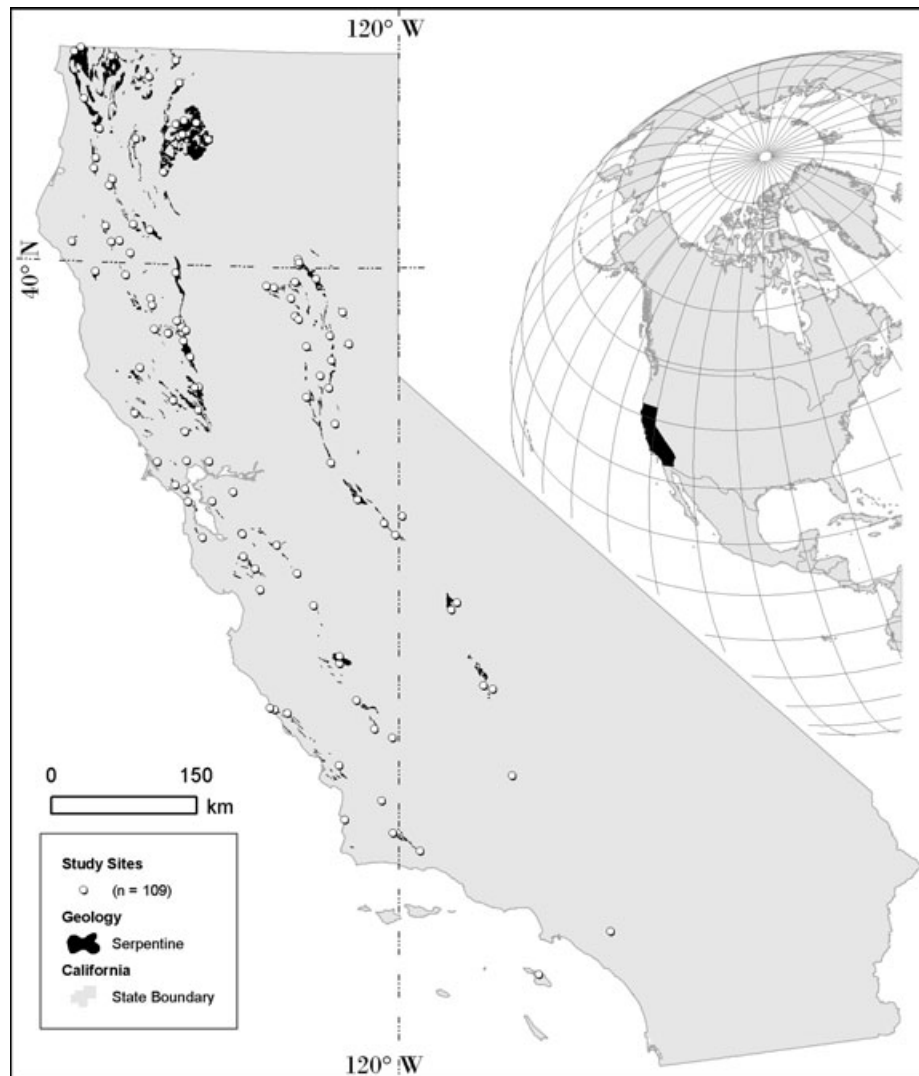 120° W
40° N
0
150
km
Study Sites
(n = 109)
Geology
Serpentine
California
State Boundary
120° W